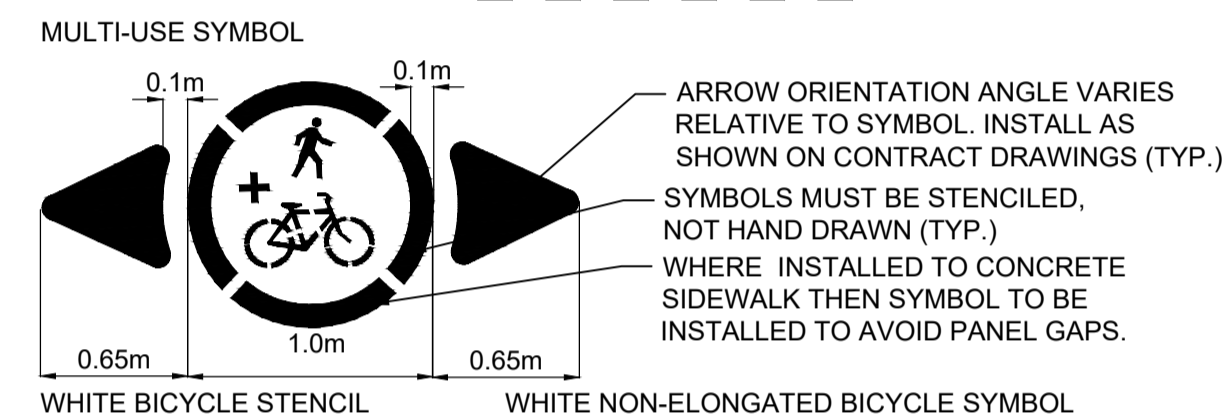 MULTI-USE SYMBOL
0.1m
0.1m
ARROW ORIENTATION ANGLE VARIES
RELATIVE TO SYMBOL. INSTALL AS
SHOWN ON CONTRACT DRAWINGS (TYP.)
SYMBOLS MUST BE STENCILED,
NOT HAND DRAWN (TYP.)
WHERE INSTALLED TO CONCRETE
SIDEWALK THEN SYMBOL TO BE
INSTALLED TO AVOID PANEL GAPS.
0.65m
1.0m
0.65m
WHITE BICYCLE STENCIL
WHITE NON-ELONGATED BICYCLE SYMBOL